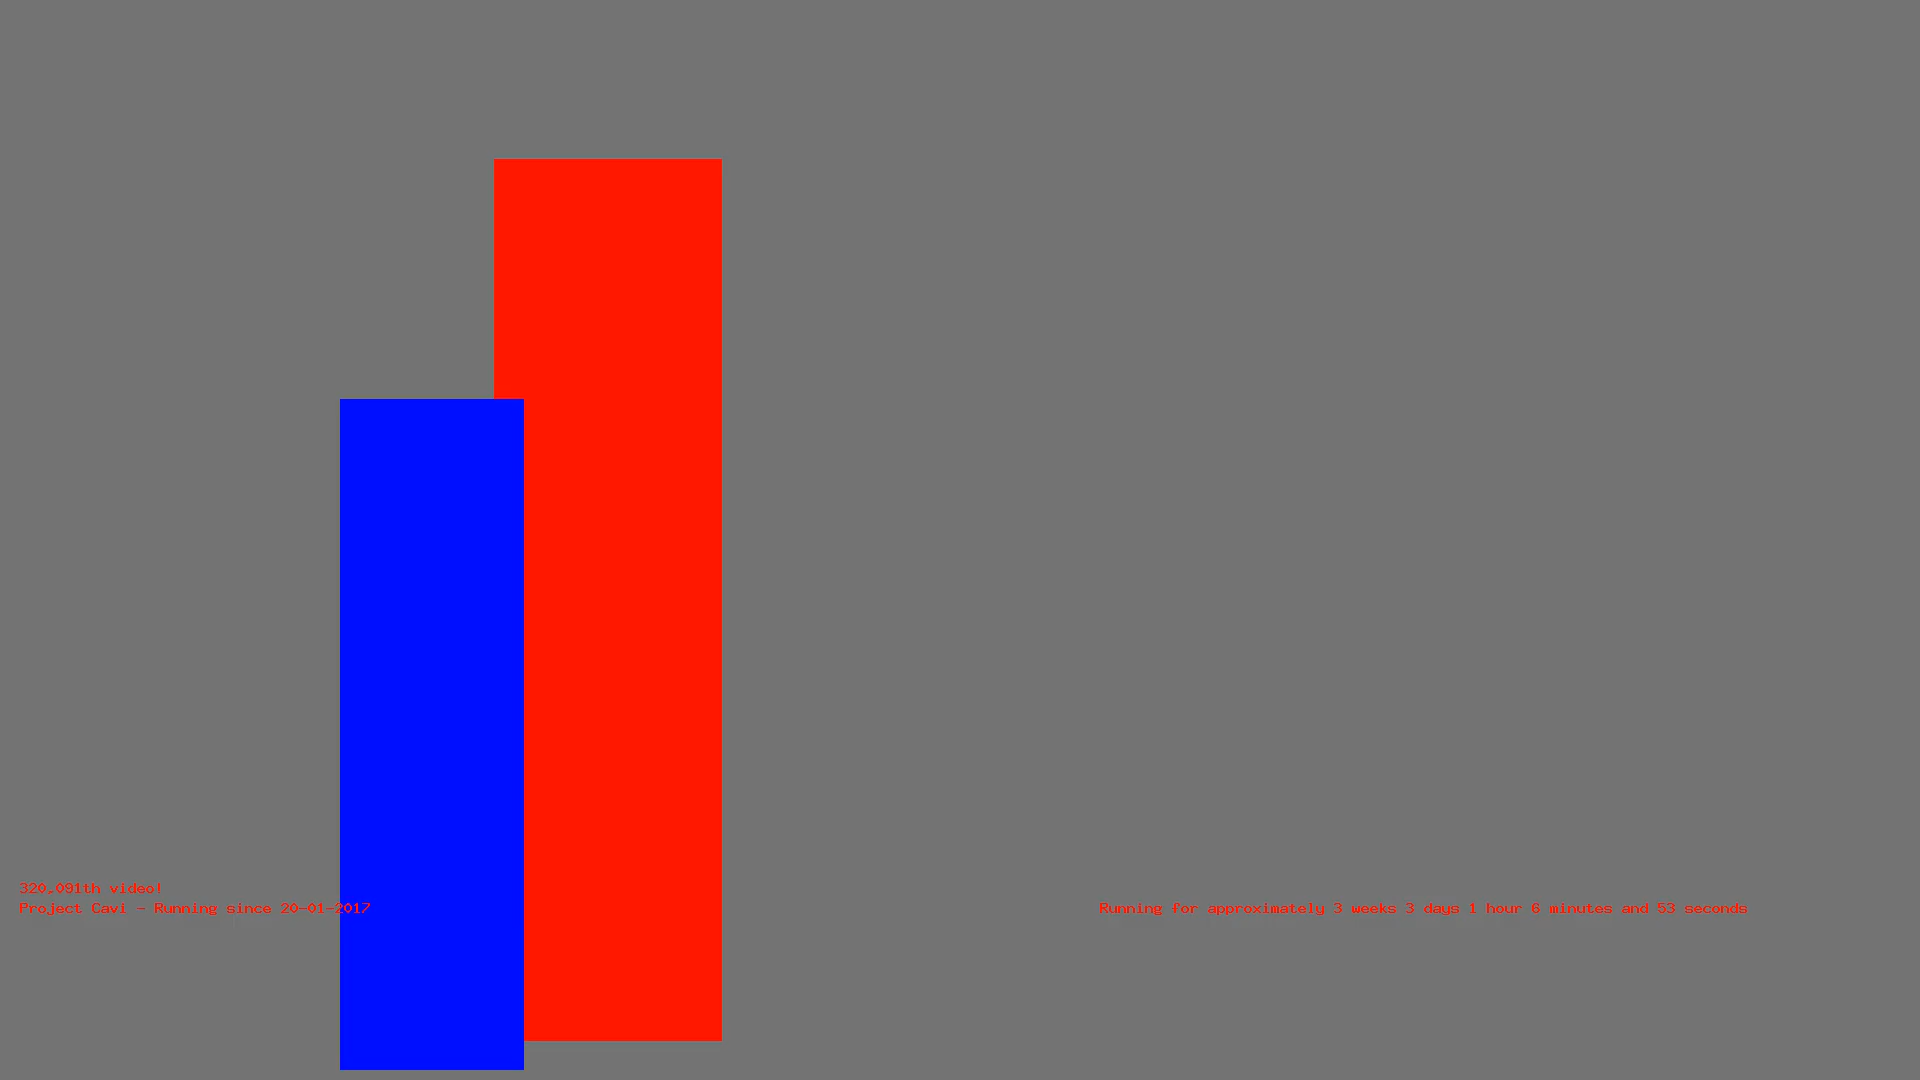 320,091th video!
Project Cavi - Running since 20-01-2017
Running for approximately 3 weeks 3 days 1 hour 6 minutes and 53 seconds